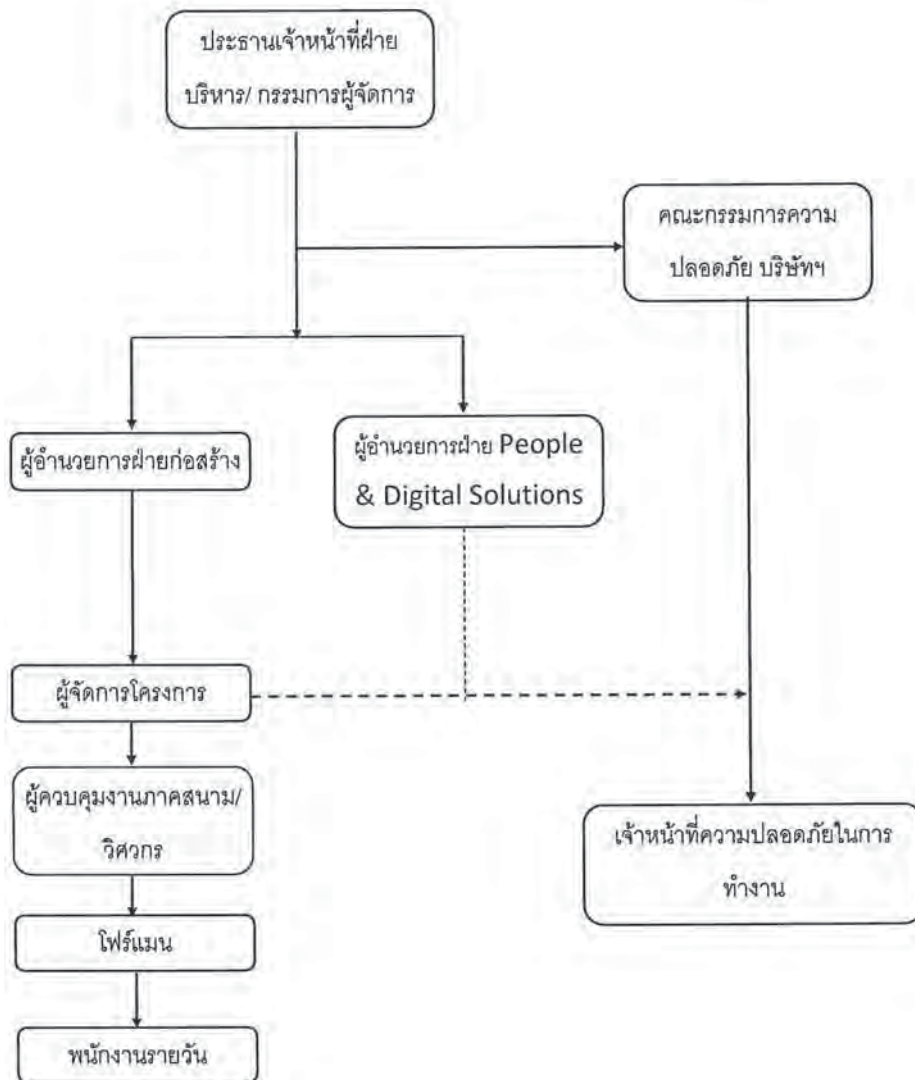 ประธานเจ้าหน้าที่ฝ่าย
บริหาร/ กรรมการผู้จัดการ
คณะกรรมการความ
ปลอดภัย บริษัทฯ
ผู้อำนวยการฝ่ายก่อสร้าง
ผู้อำนวยการฝ่าย People
& Digital Solutions
ผู้จัดการโครงการ
ผู้ควบคุมงานภาคสนาม/
วิศวกร
เจ้าหน้าที่ความปลอดภัยในการ
ทำงาน
โฟร์แมน
พนักงานรายวัน